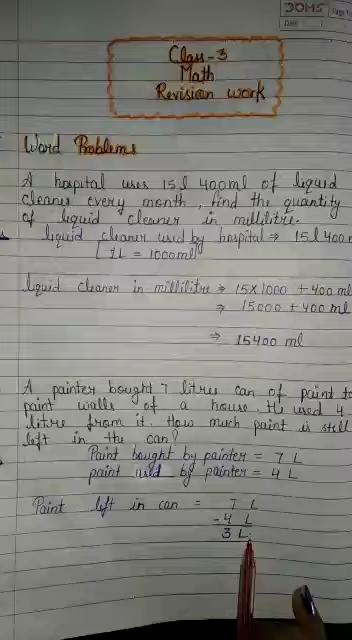 DOMS
Class-3
Math
Revision work
Word Problems
A hospital uses 15l 400ml of liquid
cleaner every month, find the quantity
of liquid cleaner in millilitre.
liquid cleaner used by hospital ⇒ 15l 400m
[1L = 1000ml]
liquid cleaner in millilitre ⇒ 15×1000 + 400 ml
⇒ 15000 + 400 ml
⇒ 15400 ml
A painter bought 7 litres can of paint to
paint walls of a house. He used 4
litre from it. How much paint is still
left in the can?
Paint bought by painter = 7 L
paint used by painter = 4 L
Paint left in can = 7 L
- 4 L
3 L